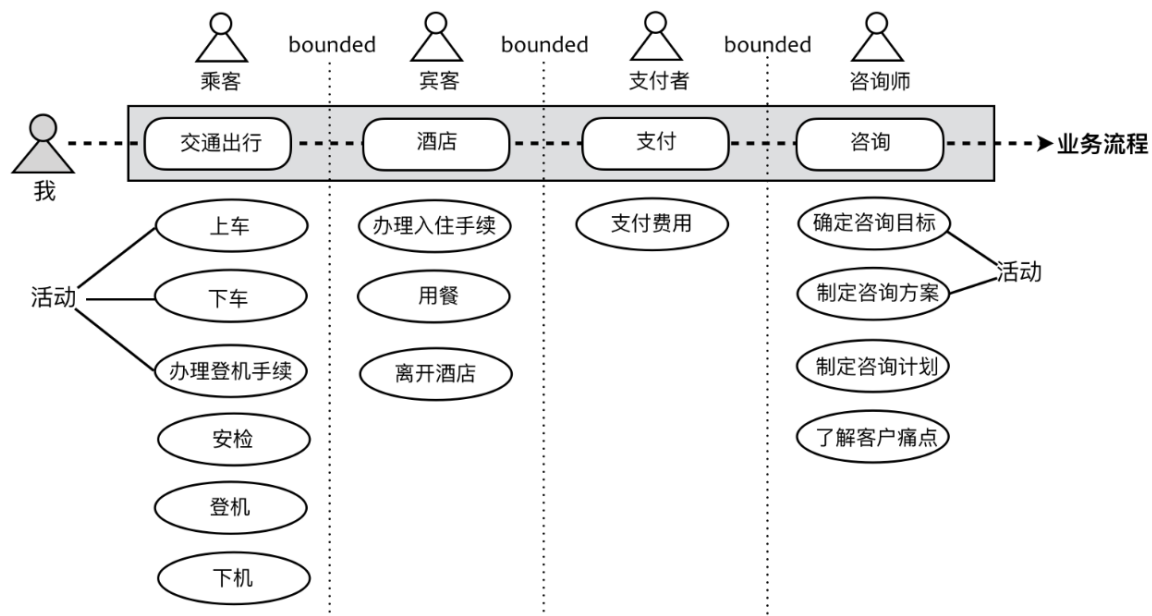 bounded
bounded
bounded
乘客
宾客
支付者
咨询师
交通出行
酒店
支付
咨询
业务流程
我
上车
办理入住手续
支付费用
确定咨询目标
活动
下车
用餐
制定咨询方案
活动
办理登机手续
离开酒店
制定咨询计划
安检
了解客户痛点
登机
下机